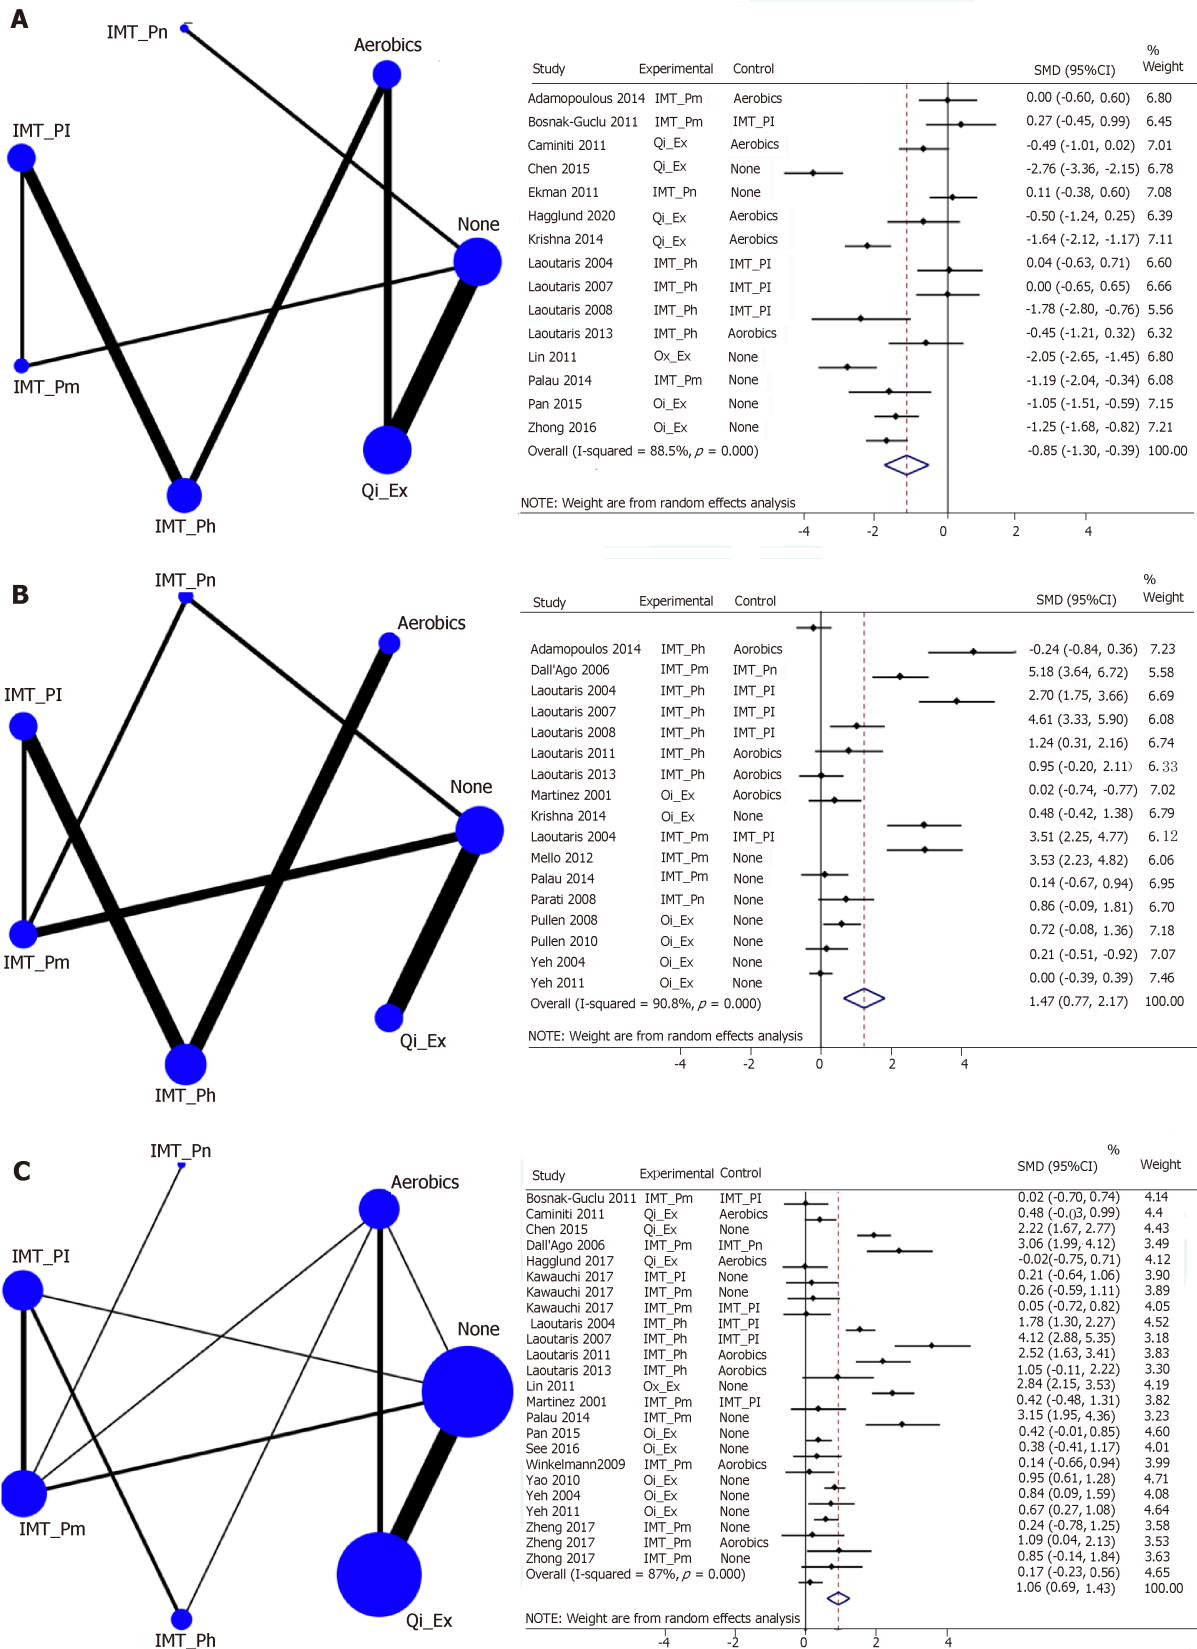 A
IMT_Pn
Aerobics
IMT_PI
None
IMT_Pm
Qi_Ex
IMT_Ph
Study Experimental Control SMD (95%CI) % Weight
Adamopoulous 2014 IMT_Pm Aerobics 0.00 (-0.60, 0.60) 6.80
Bosnak-Guclu 2011 IMT_Pm IMT_PI 0.27 (-0.45, 0.99) 6.45
Caminiti 2011 Qi_Ex Aerobics -0.49 (-1.01, 0.02) 7.01
Chen 2015 Qi_Ex None -2.76 (-3.36, -2.15) 6.78
Ekman 2011 IMT_Pn None 0.11 (-0.38, 0.60) 7.08
Hagglund 2020 Qi_Ex Aerobics -0.50 (-1.24, 0.25) 6.39
Krishna 2014 Qi_Ex Aerobics -1.64 (-2.12, -1.17) 7.11
Laoutaris 2004 IMT_Ph IMT_PI 0.04 (-0.63, 0.71) 6.60
Laoutaris 2007 IMT_Ph IMT_PI 0.00 (-0.65, 0.65) 6.66
Laoutaris 2008 IMT_Ph IMT_PI -1.78 (-2.80, -0.76) 5.56
Laoutaris 2013 IMT_Ph Aorobics -0.45 (-1.21, 0.32) 6.32
Lin 2011 Ox_Ex None -2.05 (-2.65, -1.45) 6.80
Palau 2014 IMT_Pm None -1.19 (-2.04, -0.34) 6.08
Pan 2015 Oi_Ex None -1.05 (-1.51, -0.59) 7.15
Zhong 2016 Oi_Ex None -1.25 (-1.68, -0.82) 7.21
Overall (I-squared = 88.5%, p = 0.000) -0.85 (-1.30, -0.39) 100.00
NOTE: Weight are from random effects analysis
-4 -2 0 2 4
B
IMT_Pn
Aerobics
IMT_PI
None
IMT_Pm
Qi_Ex
IMT_Ph
Study Experimental Control SMD (95%CI) % Weight
Adamopoulos 2014 IMT_Ph Aorobics -0.24 (-0.84, 0.36) 7.23
Dall'Ago 2006 IMT_Pm IMT_Pn 5.18 (3.64, 6.72) 5.58
Laoutaris 2004 IMT_Ph IMT_PI 2.70 (1.75, 3.66) 6.69
Laoutaris 2007 IMT_Ph IMT_PI 4.61 (3.33, 5.90) 6.08
Laoutaris 2008 IMT_Ph IMT_PI 1.24 (0.31, 2.16) 6.74
Laoutaris 2011 IMT_Ph Aorobics 0.95 (-0.20, 2.11) 6.33
Laoutaris 2013 IMT_Ph Aorobics 0.02 (-0.74, -0.77) 7.02
Martinez 2001 Oi_Ex Aorobics 0.48 (-0.42, 1.38) 6.79
Krishna 2014 Oi_Ex None 3.51 (2.25, 4.77) 6.12
Laoutaris 2004 IMT_Pm IMT_PI 3.53 (2.23, 4.82) 6.06
Mello 2012 IMT_Pm None 0.14 (-0.67, 0.94) 6.95
Palau 2014 IMT_Pm None 0.86 (-0.09, 1.81) 6.70
Parati 2008 IMT_Pn None 0.72 (-0.08, 1.36) 7.18
Pullen 2008 Oi_Ex None 0.21 (-0.51, -0.92) 7.07
Pullen 2010 Oi_Ex None 0.00 (-0.39, 0.39) 7.46
Yeh 2004 Oi_Ex None
Yeh 2011 Oi_Ex None
Overall (I-squared = 90.8%, p = 0.000) 1.47 (0.77, 2.17) 100.00
NOTE: Weight are from random effects analysis
-4 -2 0 2 4
C
IMT_Pn
Aerobics
IMT_PI
None
IMT_Pm
Qi_Ex
IMT_Ph
Study Experimental Control SMD (95%CI) % Weight
Bosnak-Guclu 2011 IMT_Pm IMT_PI 0.02 (-0.70, 0.74) 4.14
Caminiti 2011 Qi_Ex Aerobics 0.48 (-0.03, 0.99) 4.4
Chen 2015 Qi_Ex None 2.22 (1.67, 2.77) 4.43
Dall'Ago 2006 IMT_Pm IMT_Pn 3.06 (1.99, 4.12) 3.49
Hagglund 2017 Qi_Ex Aerobics -0.02(-0.75, 0.71) 4.12
Kawauchi 2017 IMT_PI None 0.21 (-0.64, 1.06) 3.90
Kawauchi 2017 IMT_Pm None 0.26 (-0.59, 1.11) 3.89
Kawauchi 2017 IMT_Pm IMT_PI 0.05 (-0.72, 0.82) 4.05
Laoutaris 2004 IMT_Ph IMT_PI 1.78 (1.30, 2.27) 4.52
Laoutaris 2007 IMT_Ph IMT_PI 4.12 (2.88, 5.35) 3.18
Laoutaris 2011 IMT_Ph Aorobics 2.52 (1.63, 3.41) 3.83
Laoutaris 2013 IMT_Ph Aorobics 1.05 (-0.11, 2.22) 3.30
Lin 2011 Ox_Ex None 2.84 (2.15, 3.53) 4.19
Martinez 2001 IMT_Pm IMT_PI 0.42 (-0.48, 1.31) 3.82
Palau 2014 IMT_Pm None 3.15 (1.95, 4.36) 3.23
Pan 2015 Oi_Ex None 0.42 (-0.01, 0.85) 4.60
See 2016 Oi_Ex None 0.38 (-0.41, 1.17) 4.01
Winkelmann2009 IMT_Pm Aorobics 0.14 (-0.66, 0.94) 3.99
Yao 2010 Oi_Ex None 0.95 (0.61, 1.28) 4.71
Yeh 2004 Oi_Ex None 0.84 (0.09, 1.59) 4.08
Yeh 2011 Oi_Ex None 0.67 (0.27, 1.08) 4.64
Zheng 2017 IMT_Pm None 0.24 (-0.78, 1.25) 3.58
Zheng 2017 IMT_Pm Aorobics 1.09 (0.04, 2.13) 3.53
Zhong 2017 IMT_Pm None 0.85 (-0.14, 1.84) 3.63
Overall (I-squared = 87%, p = 0.000) 0.17 (-0.23, 0.56) 4.65
1.06 (0.69, 1.43) 100.00
NOTE: Weight are from random effects analysis
-4 -2 0 2 4